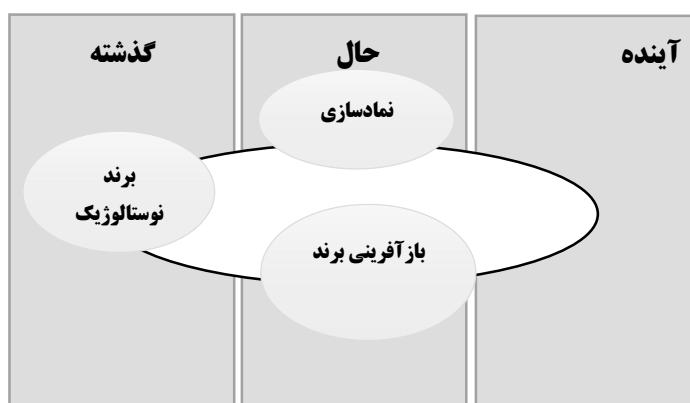 گذشته
حال
آینده
نمادسازی
برند
نوستالوژیک
بازآفرینی برند